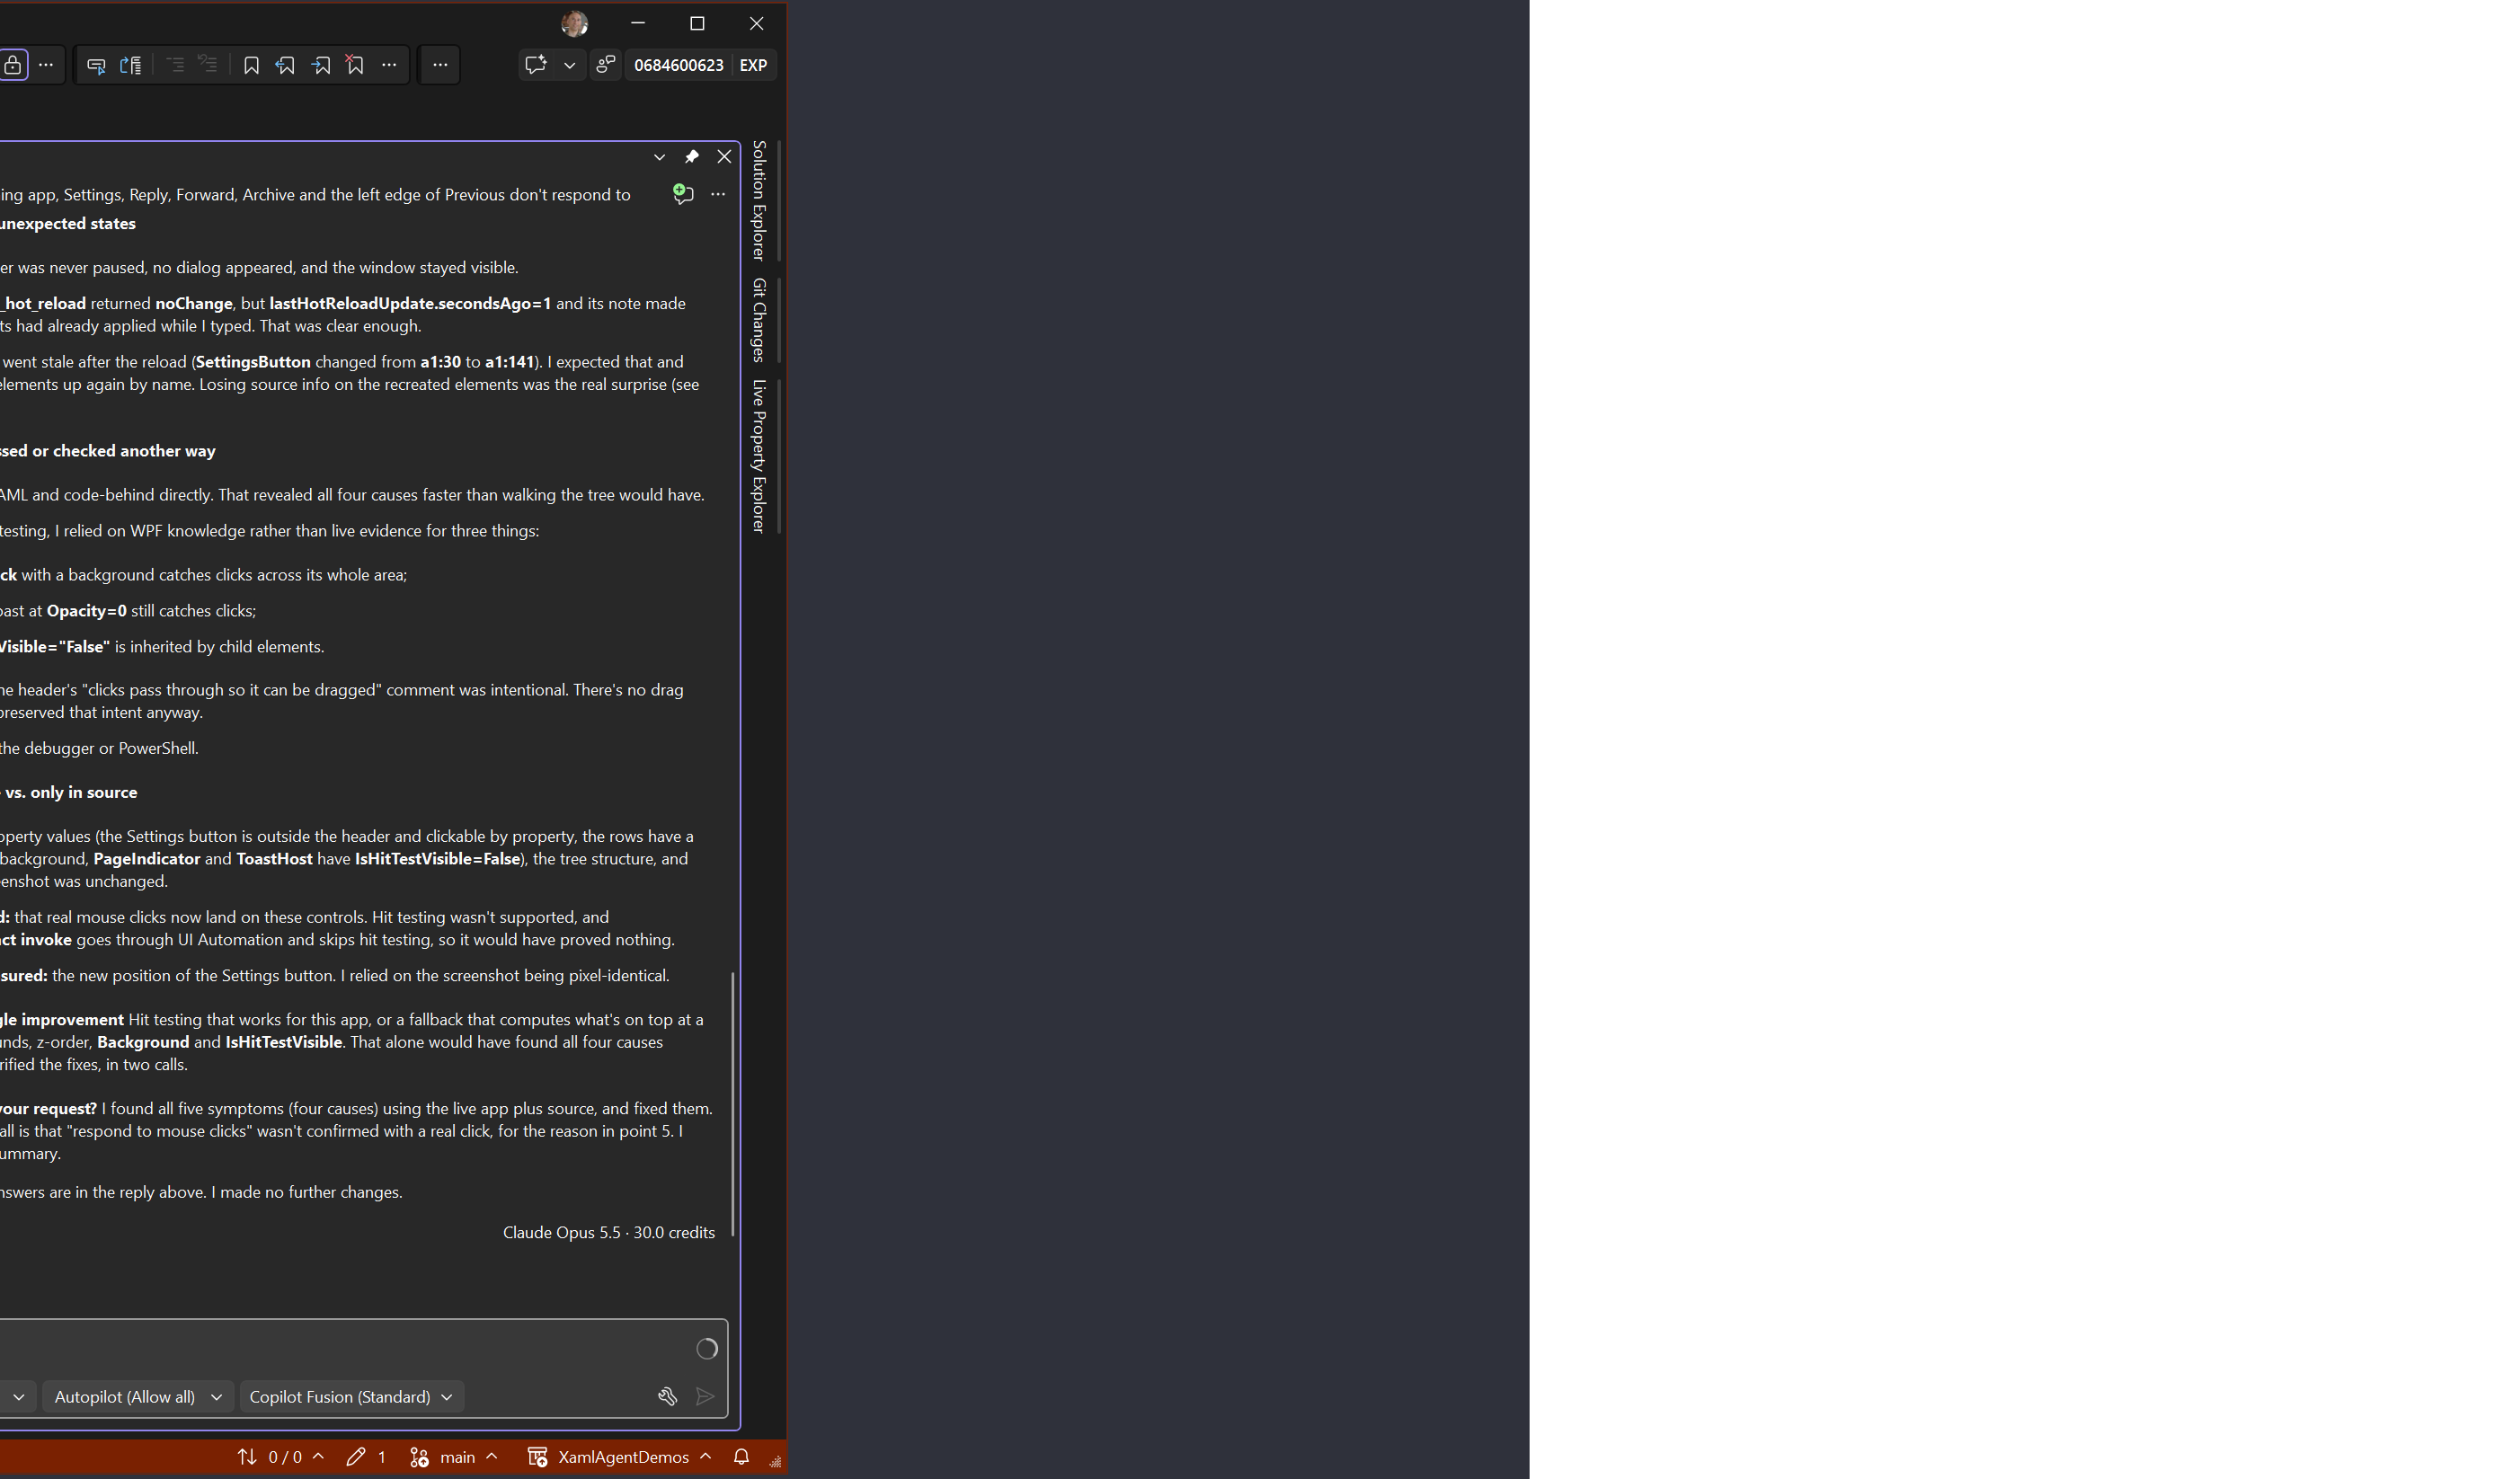 0684600623 EXP
ing app, Settings, Reply, Forward, Archive and the left edge of Previous don't respond to
unexpected states
er was never paused, no dialog appeared, and the window stayed visible.
_hot_reload returned noChange, but lastHotReloadUpdate.secondsAgo=1 and its note made
ts had already applied while I typed. That was clear enough.
went stale after the reload (SettingsButton changed from a1:30 to a1:141). I expected that and
elements up again by name. Losing source info on the recreated elements was the real surprise (see
ssed or checked another way
AML and code-behind directly. That revealed all four causes faster than walking the tree would have.
testing, I relied on WPF knowledge rather than live evidence for three things:
ck with a background catches clicks across its whole area;
oast at Opacity=0 still catches clicks;
Visible="False" is inherited by child elements.
he header's "clicks pass through so it can be dragged" comment was intentional. There's no drag
preserved that intent anyway.
the debugger or PowerShell.
vs. only in source
operty values (the Settings button is outside the header and clickable by property, the rows have a
background, PageIndicator and ToastHost have IsHitTestVisible=False), the tree structure, and
eenshot was unchanged.
d: that real mouse clicks now land on these controls. Hit testing wasn't supported, and
act invoke goes through UI Automation and skips hit testing, so it would have proved nothing.
sured: the new position of the Settings button. I relied on the screenshot being pixel-identical.
gle improvement Hit testing that works for this app, or a fallback that computes what's on top at a
unds, z-order, Background and IsHitTestVisible. That alone would have found all four causes
rified the fixes, in two calls.
your request? I found all five symptoms (four causes) using the live app plus source, and fixed them.
all is that "respond to mouse clicks" wasn't confirmed with a real click, for the reason in point 5. I
ummary.
nswers are in the reply above. I made no further changes.
Claude Opus 5.5 · 30.0 credits
Autopilot (Allow all)
Copilot Fusion (Standard)
0 / 0
1
main
XamlAgentDemos
Solution Explorer
Git Changes
Live Property Explorer